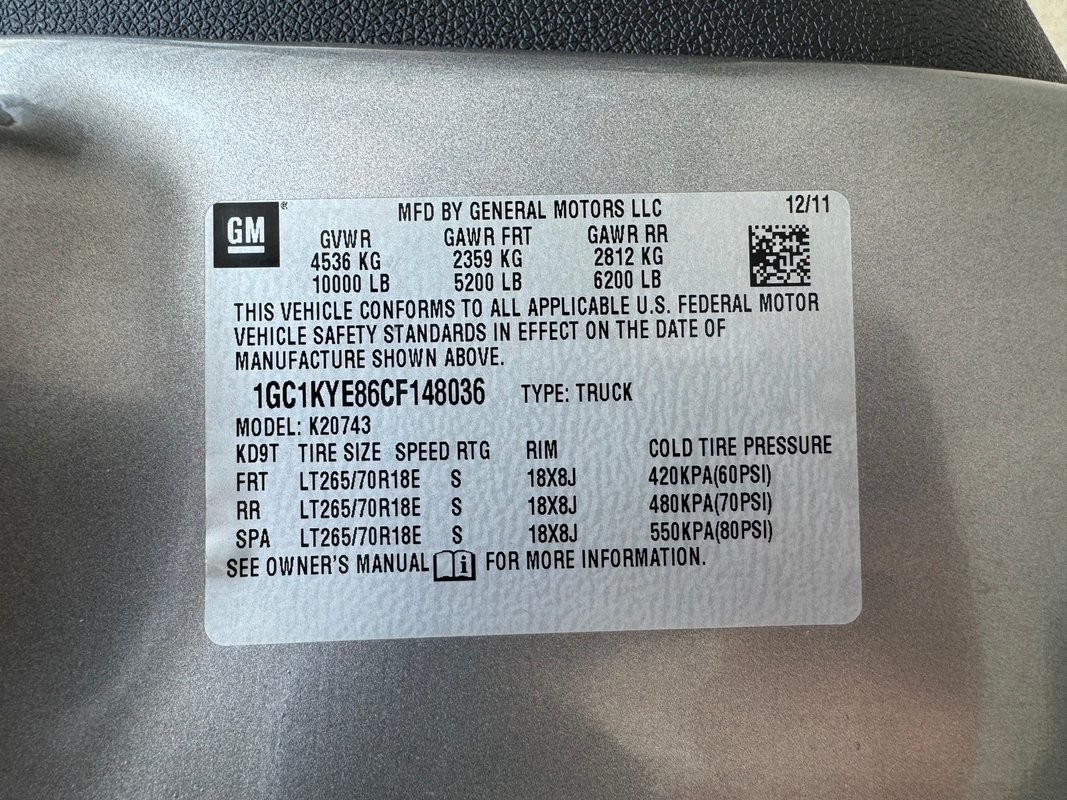 GM®
MFD BY GENERAL MOTORS LLC 12/11
GVWR GAWR FRT GAWR RR
4536 KG 2359 KG 2812 KG
10000 LB 5200 LB 6200 LB
THIS VEHICLE CONFORMS TO ALL APPLICABLE U.S. FEDERAL MOTOR
VEHICLE SAFETY STANDARDS IN EFFECT ON THE DATE OF
MANUFACTURE SHOWN ABOVE.
1GC1KYE86CF148036 TYPE: TRUCK
MODEL: K20743
KD9T TIRE SIZE SPEED RTG RIM COLD TIRE PRESSURE
FRT LT265/70R18E S 18X8J 420KPA(60PSI)
RR LT265/70R18E S 18X8J 480KPA(70PSI)
SPA LT265/70R18E S 18X8J 550KPA(80PSI)
SEE OWNER'S MANUAL i FOR MORE INFORMATION.